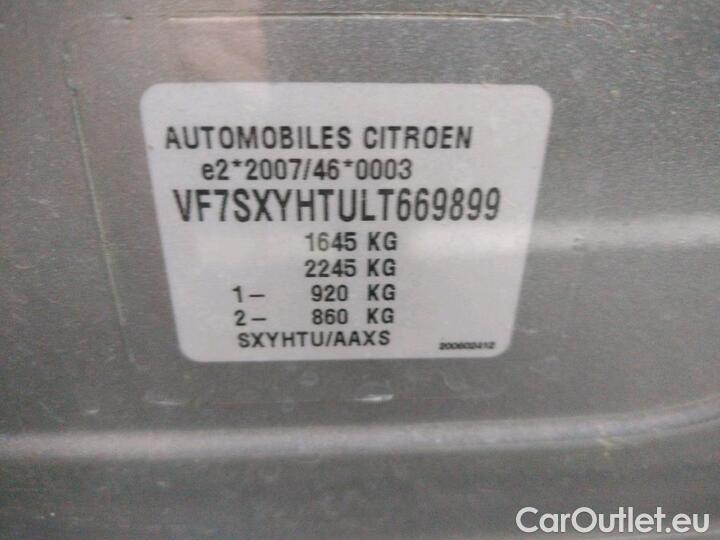 AUTOMOBILES CITROEN
e2*2007/46*0003
VF7SXYHTULT669899
1645 KG
2245 KG
1- 920 KG
2- 860 KG
SXYHTU/AAXS
200602412
CarOutlet.eu